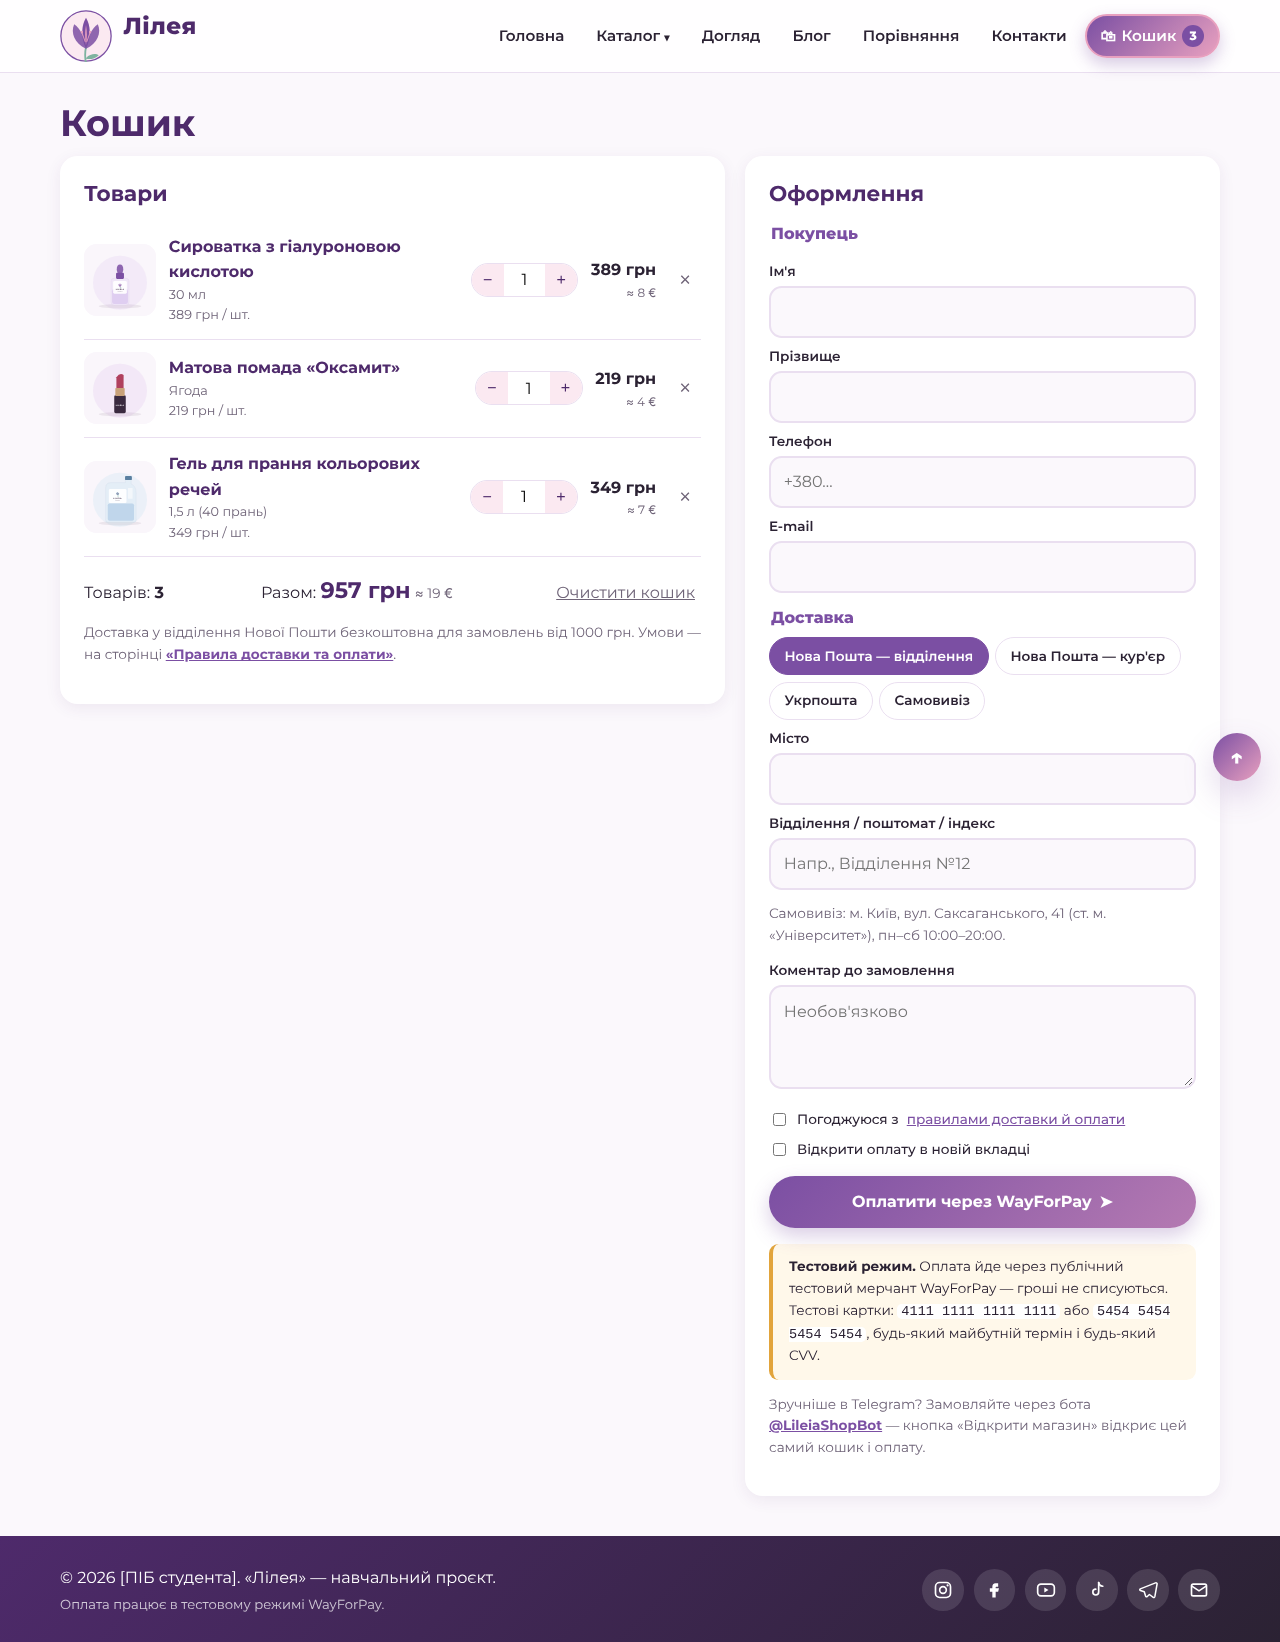 Лілея
Головна
Каталог ▾
Догляд
Блог
Порівняння
Контакти
🛍 Кошик 3
Кошик
Товари
Сироватка з гіалуроновою
кислотою
30 мл
389 грн / шт.
− 1 +
389 грн
≈ 8 €
×
Матова помада «Оксамит»
Ягода
219 грн / шт.
− 1 +
219 грн
≈ 4 €
×
Гель для прання кольорових
речей
1,5 л (40 прань)
349 грн / шт.
− 1 +
349 грн
≈ 7 €
×
Товарів: 3
Разом: 957 грн ≈ 19 €
Очистити кошик
Доставка у відділення Нової Пошти безкоштовна для замовлень від 1000 грн. Умови —
на сторінці «Правила доставки та оплати».
Оформлення
Покупець
Ім'я
Прізвище
Телефон
+380...
E-mail
Доставка
Нова Пошта — відділення
Нова Пошта — кур'єр
Укрпошта
Самовивіз
Місто
Відділення / поштомат / індекс
Напр., Відділення №12
Самовивіз: м. Київ, вул. Саксаганського, 41 (ст. м.
«Університет»), пн–сб 10:00–20:00.
Коментар до замовлення
Необов'язково
Погоджуюся з правилами доставки й оплати
Відкрити оплату в новій вкладці
Оплатити через WayForPay ➤
Тестовий режим. Оплата йде через публічний
тестовий мерчант WayForPay — гроші не списуються.
Тестові картки: 4111 1111 1111 1111 або 5454 5454
5454 5454, будь-який майбутній термін і будь-який
CVV.
Зручніше в Telegram? Замовляйте через бота
@LileiaShopBot — кнопка «Відкрити магазин» відкриє цей
самий кошик і оплату.
↑
© 2026 [ПІБ студента]. «Лілея» — навчальний проєкт.
Оплата працює в тестовому режимі WayForPay.